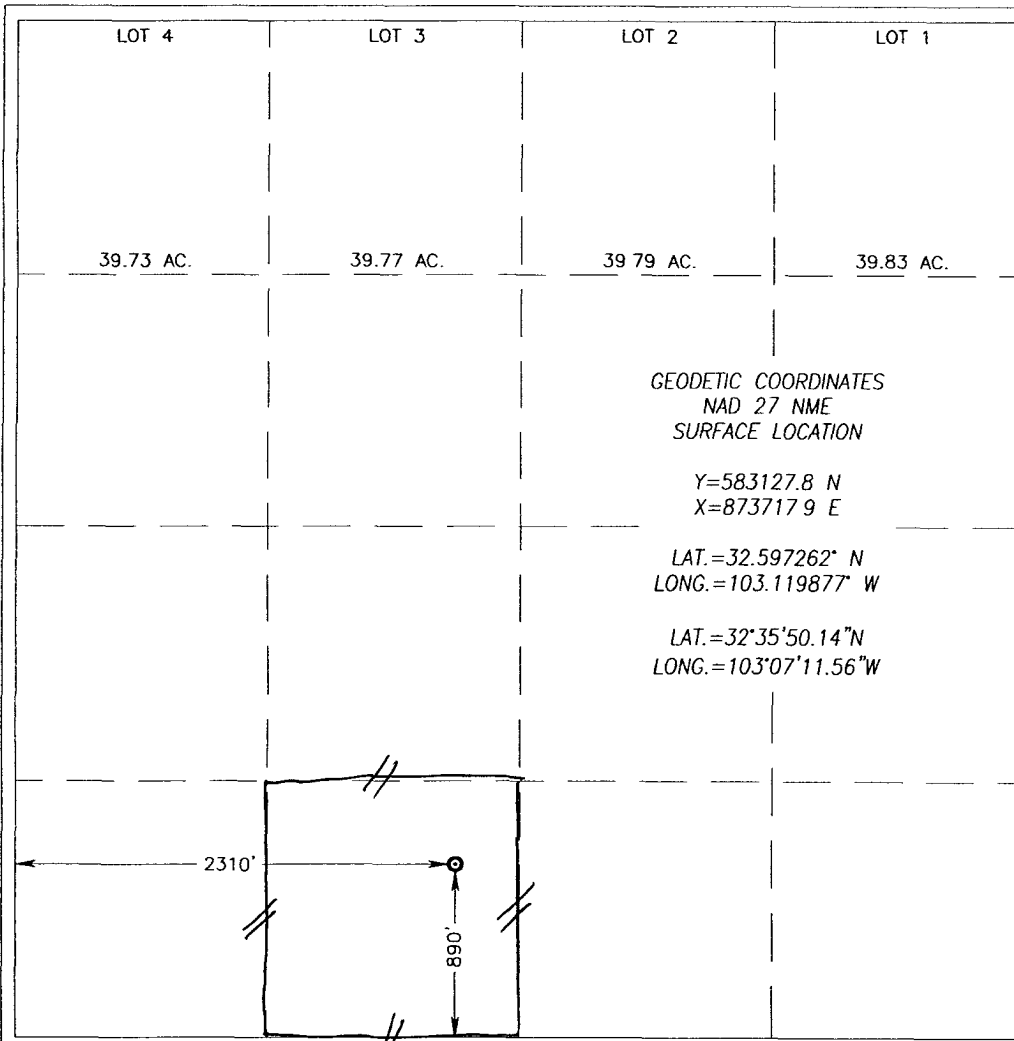 LOT 4 LOT 3 LOT 2 LOT 1
39.73 AC. 39.77 AC. 39 79 AC. 39.83 AC.
GEODETIC COORDINATES
NAD 27 NME
SURFACE LOCATION
Y=583127.8 N
X=873717 9 E
LAT.=32.597262° N
LONG.=103.119877° W
LAT.=32°35'50.14"N
LONG.=103°07'11.56"W
2310'
890'